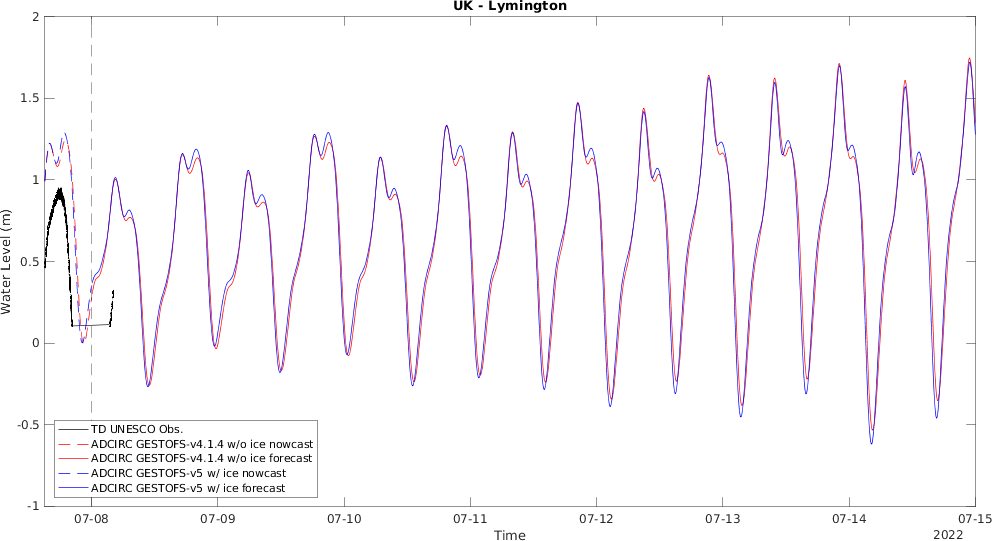 UK - Lymington
2
1.5
1
0.5
0
-0.5
-1
Water Level (m)
TD UNESCO Obs.
ADCIRC GESTOFS-v4.1.4 w/o ice nowcast
ADCIRC GESTOFS-v4.1.4 w/o ice forecast
ADCIRC GESTOFS-v5 w/ ice nowcast
ADCIRC GESTOFS-v5 w/ ice forecast
07-08 07-09 07-10 07-11 07-12 07-13 07-14 07-15
Time
2022